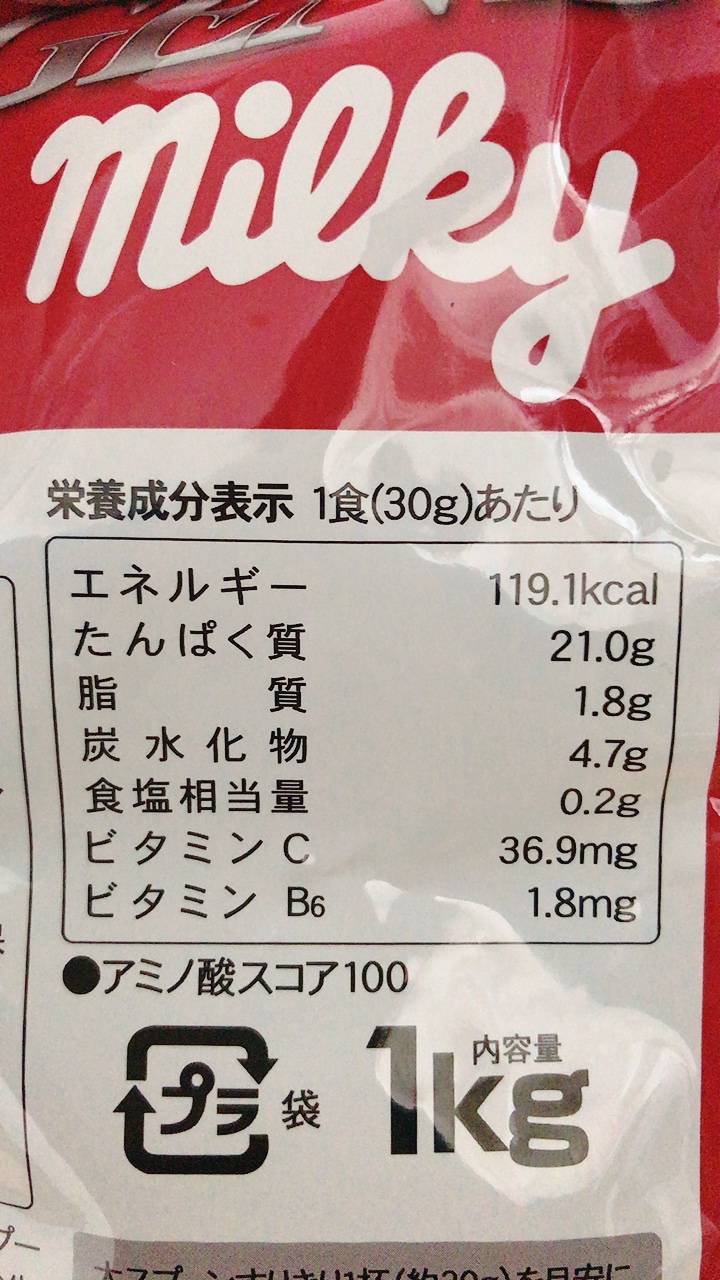 milky
栄養成分表示 1食(30g)あたり
エネルギー 119.1kcal
たんぱく質 21.0g
脂質 1.8g
炭水化物 4.7g
食塩相当量 0.2g
ビタミンC 36.9mg
ビタミン B6 1.8mg
●アミノ酸スコア100
プラ 袋
内容量
1kg